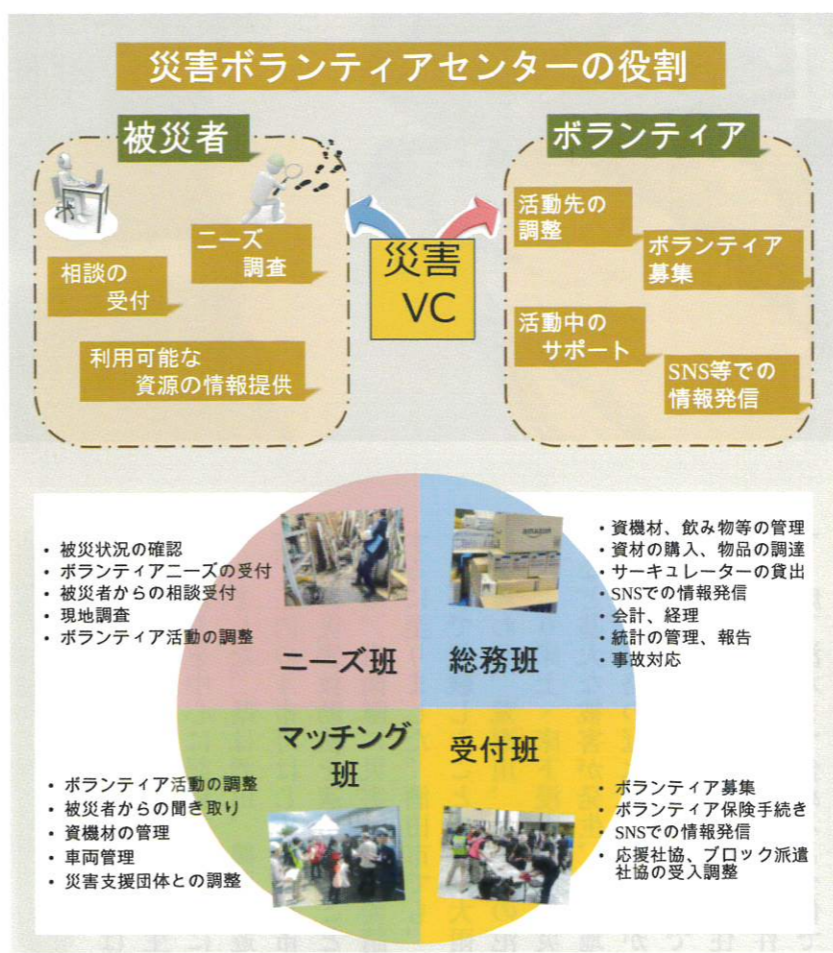 災害ボランティアセンターの役割
被災者
ニーズ
調査
相談の
受付
利用可能な
資源の情報提供
災害
VC
ボランティア
活動先の
調整
ボランティア
募集
活動中の
サポート
SNS等での
情報発信
・被災状況の確認
・ボランティアニーズの受付
・被災者からの相談受付
・現地調査
・ボランティア活動の調整
ニーズ班
・資機材、飲み物等の管理
・資材の購入、物品の調達
・サーキュレーターの貸出
・SNSでの情報発信
・会計、経理
・統計の管理、報告
・事故対応
amazon
総務班
・ボランティア活動の調整
・被災者からの聞き取り
・資機材の管理
・車両管理
・災害支援団体との調整
マッチング
班
受付班
・ボランティア募集
・ボランティア保険手続き
・SNSでの情報発信
・応援社協、ブロック派遣
社協の受入調整